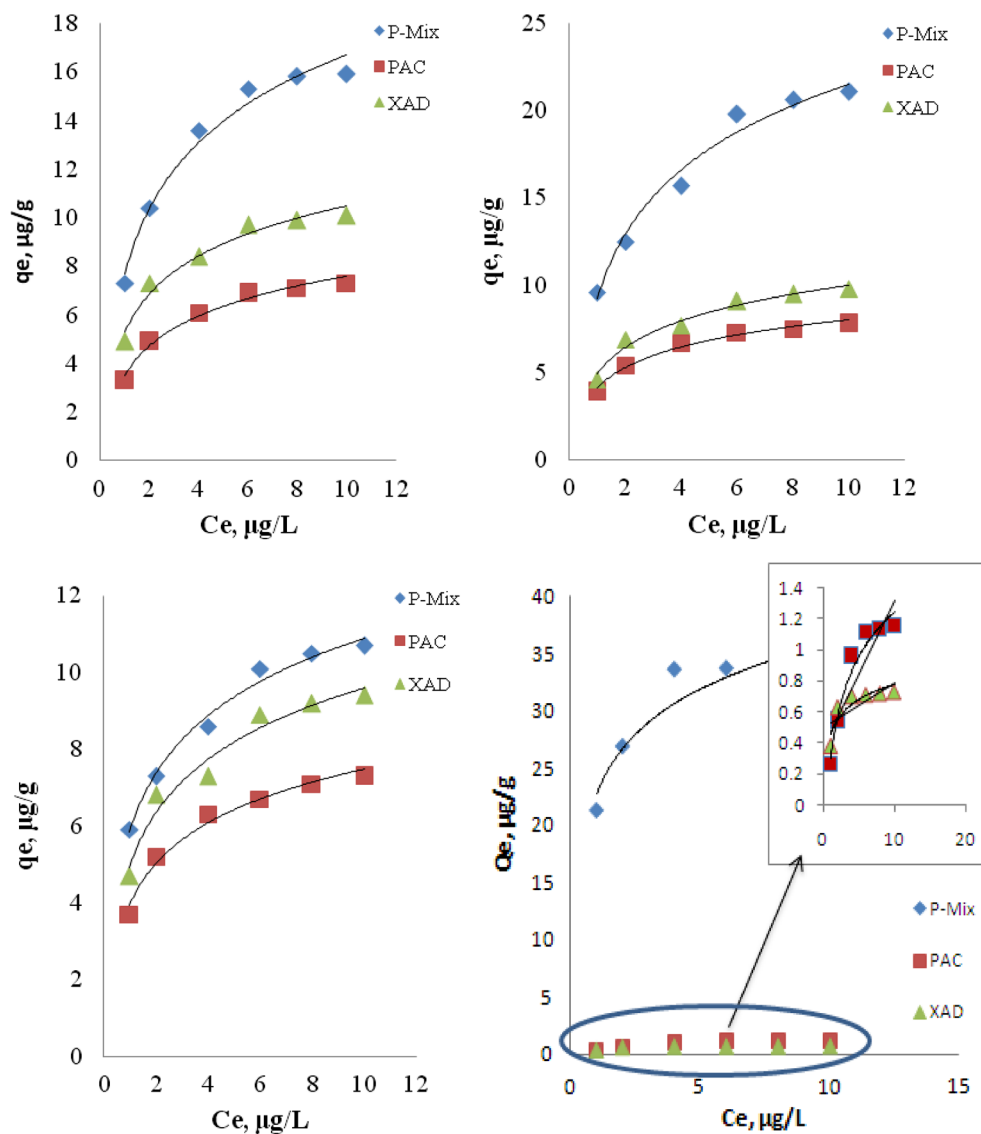 18
16
14
12
10
8
6
4
2
0
qe, µg/g
0 2 4 6 8 10 12
Ce, µg/L
P-Mix
PAC
XAD
25
20
15
10
5
0
qe, µg/g
0 2 4 6 8 10 12
Ce, µg/L
P-Mix
PAC
XAD
12
10
8
6
4
2
0
qe, µg/g
0 2 4 6 8 10 12
Ce, µg/L
P-Mix
PAC
XAD
40
35
30
25
20
15
10
5
0
Qe, µg/g
0 5 10 15
Ce, µg/L
1.4
1.2
1
0.8
0.6
0.4
0.2
0
0 10 20
P-Mix
PAC
XAD